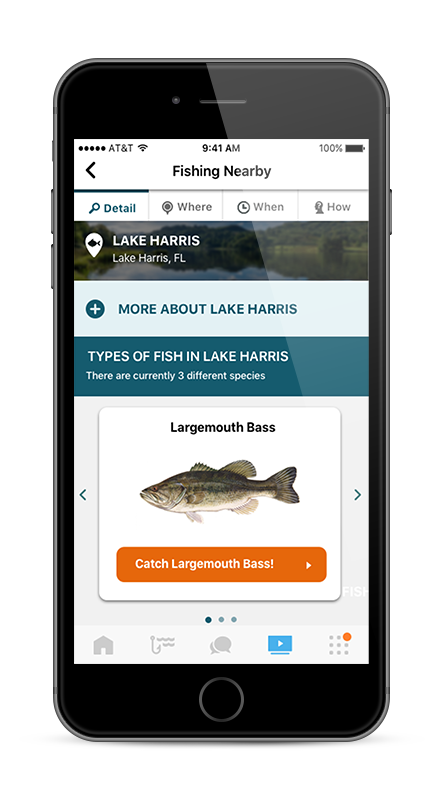 AT&T 9:41 AM 100%
Fishing Nearby
Detail Where When How
LAKE HARRIS
Lake Harris, FL
MORE ABOUT LAKE HARRIS
TYPES OF FISH IN LAKE HARRIS
There are currently 3 different species
Largemouth Bass
Catch Largemouth Bass!
FISH